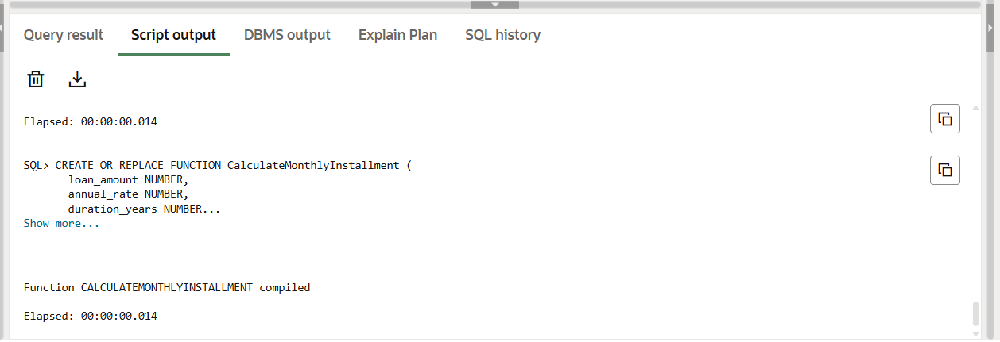 Query result Script output DBMS output Explain Plan SQL history
Elapsed: 00:00:00.014
SQL> CREATE OR REPLACE FUNCTION CalculateMonthlyInstallment (
loan_amount NUMBER,
annual_rate NUMBER,
duration_years NUMBER...
Show more...
Function CALCULATEMONTHLYINSTALLMENT compiled
Elapsed: 00:00:00.014